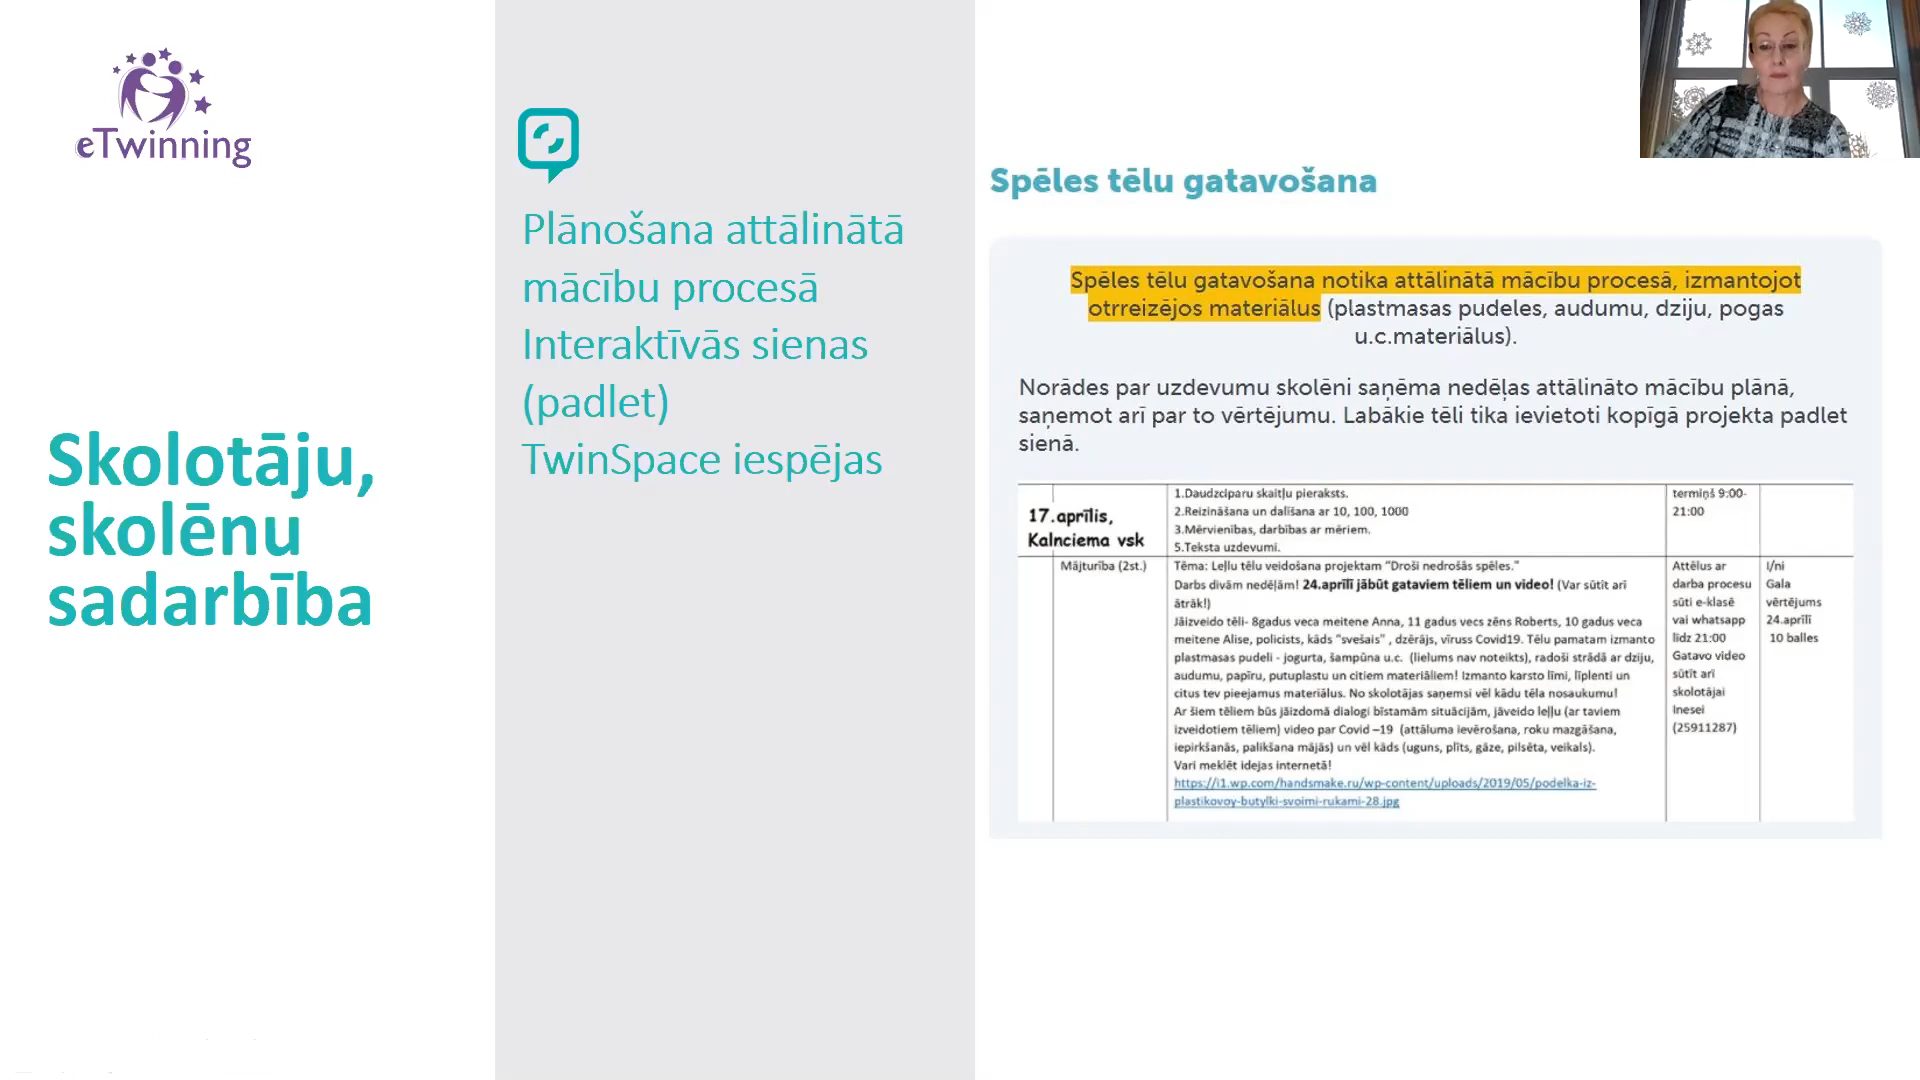 eTwinning
Skolotāju,
skolēnu
sadarbība
Plānošana attālinātā
mācību procesā
Interaktīvās sienas
(padlet)
TwinSpace iespējas
Spēles tēlu gatavošana
Spēles tēlu gatavošana notika attālinātā mācību procesā, izmantojot
otrreizējos materiālus (plastmasas pudeles, audumu, dziju, pogas
u.c.materiālus).
Norādes par uzdevumu skolēni saņēma nedēļas attālināto mācību plānā,
saņemot arī par to vērtējumu. Labākie tēli tika ievietoti kopīgā projekta padlet
sienā.
17.aprīlis,
Kalnciema vsk
1.Daudzciparu skaitļu pieraksts.
2.Reizināšana un dalīšana ar 10, 100, 1000
3.Mērvienības, darbības ar mēriem.
5.Teksta uzdevumi.
termiņš 9:00-
21:00
Mājturība (2st.)
Tēma: Leļļu tēlu veidošana projektam "Droši nedrošās spēles."
Darbs divām nedēļām! 24.aprīlī jābūt gataviem tēliem un video! (Var sūtīt arī
ātrāk!)
Jāizveido tēli- 8gadus veca meitene Anna, 11 gadus vecs zēns Roberts, 10 gadus veca
meitene Alise, policists, kāds "svešais" , dzērājs, vīruss Covid19. Tēlu pamatam izmanto
plastmasas pudeli - jogurta, šampūna u.c. (lielums nav noteikts), radoši strādā ar dziju,
audumu, papīru, putuplastu un citiem materiāliem! Izmanto karsto līmi, līplenti un
citus tev pieejamus materiālus. No skolotājas saņemsi vēl kādu tēla nosaukumu!
Ar šiem tēliem būs jāizdomā dialogi bīstamām situācijām, jāveido leļļu (ar taviem
izveidotiem tēliem) video par Covid –19 (attāluma ievērošana, roku mazgāšana,
iepirkšanās, palikšana mājās) un vēl kāds (uguns, plīts, gāze, pilsēta, veikals).
Vari meklēt idejas internetā!
https://i1.wp.com/handsmake.ru/wp-content/uploads/2019/05/podelka-iz-
plastikovoy-butylki-svoimi-rukami-28.jpg
Attēlus ar
darba procesu
sūti e-klasē
vai whatsapp
līdz 21:00
Gatavo video
sūtīt arī
skolotājai
Inesei
(25911287)
I/ni
Gala
vērtējums
24.aprīlī
10 balles